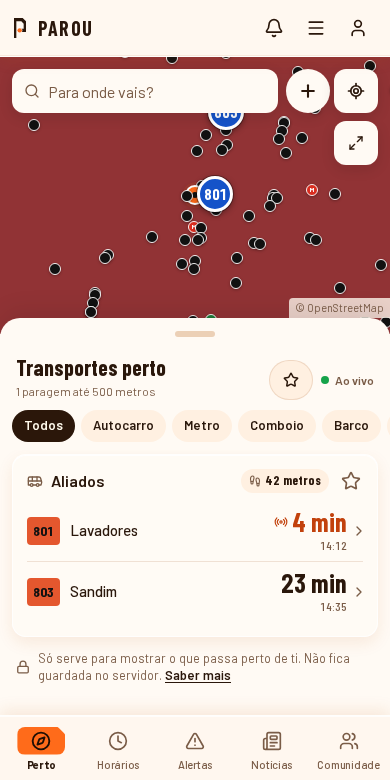 PAROU
Para onde vais?
801
M
M
© OpenStreetMap
Transportes perto
1 paragem até 500 metros
Ao vivo
Todos
Autocarro
Metro
Comboio
Barco
Aliados
42 metros
801
Lavadores
4 min
14:12
803
Sandim
23 min
14:35
Só serve para mostrar o que passa perto de ti. Não fica
guardada no servidor. Saber mais
Perto
Horários
Alertas
Notícias
Comunidade